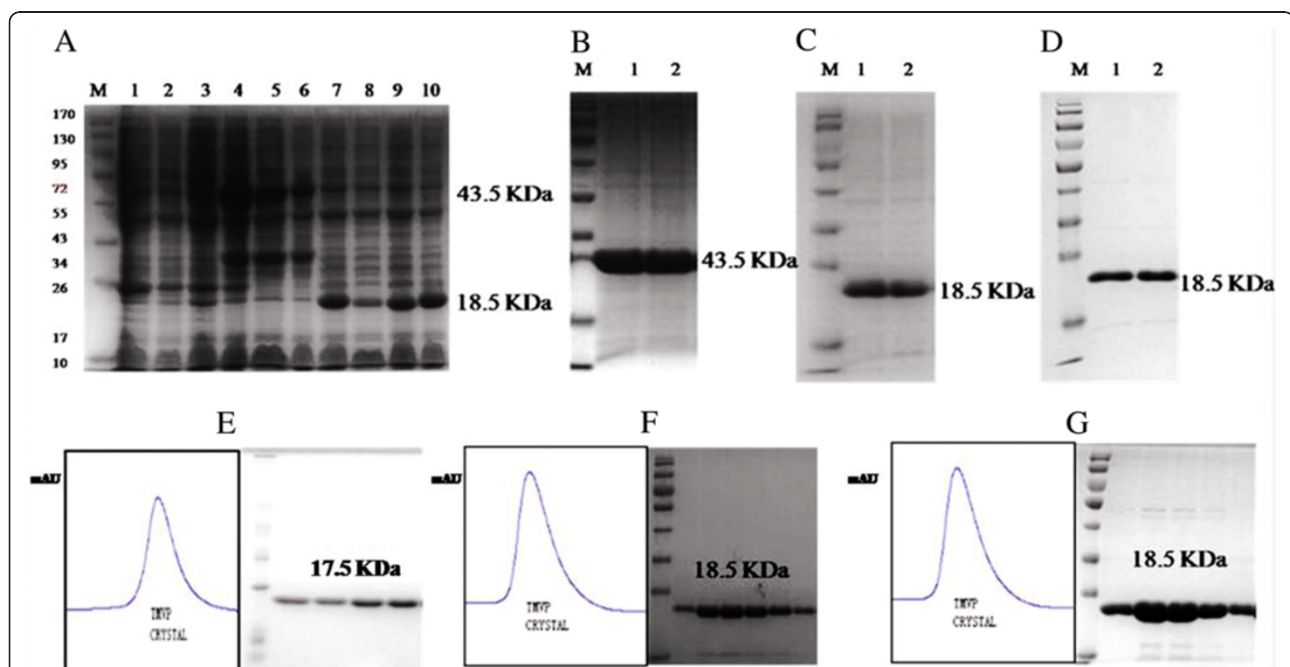 A
M 1 2 3 4 5 6 7 8 9 10
170
130
95
72
55
43
34
26
17
10
43.5 KDa
18.5 KDa
B
M 1 2
43.5 KDa
C
M 1 2
18.5 KDa
D
M 1 2
18.5 KDa
E
mAU
TMVP
CRYSTAL
17.5 KDa
F
mAU
TMVP
CRYSTAL
18.5 KDa
G
mAU
TMVP
CRYSTAL
18.5 KDa